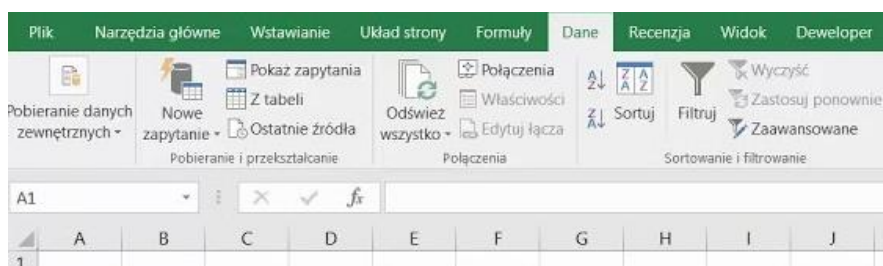 Plik Narzędzia główne Wstawianie Układ strony Formuły Dane Recenzja Widok Deweloper
Pobieranie danych
zewnętrznych
Nowe
zapytanie
Pokaż zapytania
Z tabeli
Ostatnie źródła
Pobieranie i przekształcanie
Odśwież
wszystko
Połączenia
Właściwości
Edytuj łącza
Połączenia
A
Z
Z
A
Z A
A Z
Sortuj
Filtruj
Wyczyść
Zastosuj ponownie
Zaawansowane
Sortowanie i filtrowanie
A1 fx
A B C D E F G H I J
1